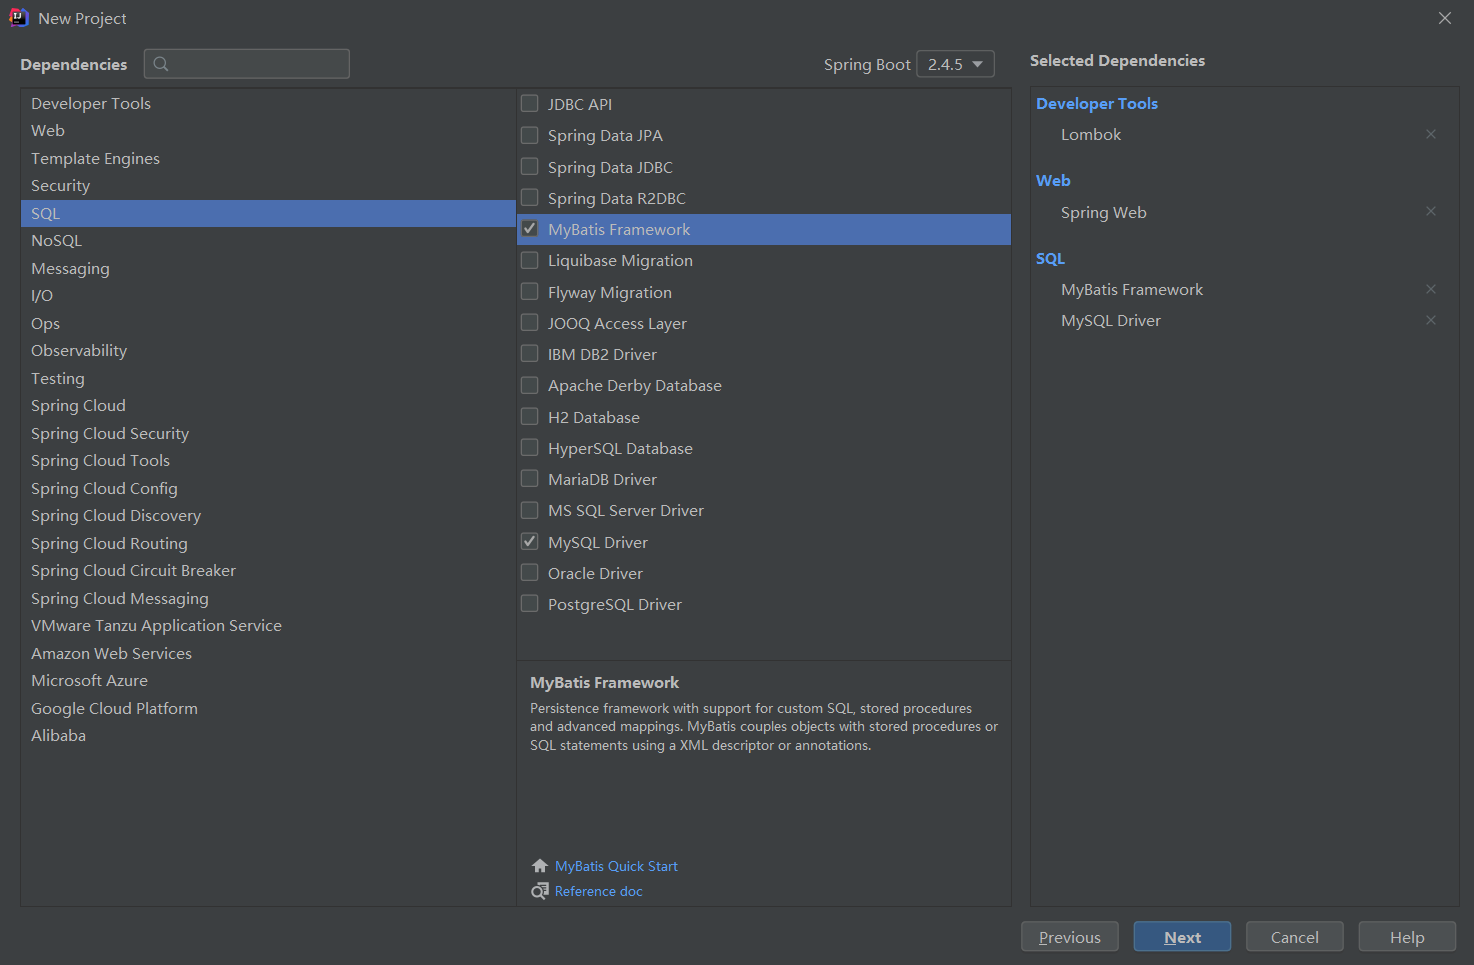 New Project
Dependencies
Spring Boot 2.4.5
Selected Dependencies
Developer Tools
Web
Template Engines
Security
SQL
NoSQL
Messaging
I/O
Ops
Observability
Testing
Spring Cloud
Spring Cloud Security
Spring Cloud Tools
Spring Cloud Config
Spring Cloud Discovery
Spring Cloud Routing
Spring Cloud Circuit Breaker
Spring Cloud Messaging
VMware Tanzu Application Service
Amazon Web Services
Microsoft Azure
Google Cloud Platform
Alibaba
JDBC API
Spring Data JPA
Spring Data JDBC
Spring Data R2DBC
MyBatis Framework
Liquibase Migration
Flyway Migration
JOOQ Access Layer
IBM DB2 Driver
Apache Derby Database
H2 Database
HyperSQL Database
MariaDB Driver
MS SQL Server Driver
MySQL Driver
Oracle Driver
PostgreSQL Driver
MyBatis Framework
Persistence framework with support for custom SQL, stored procedures
and advanced mappings. MyBatis couples objects with stored procedures or
SQL statements using a XML descriptor or annotations.
MyBatis Quick Start
Reference doc
Developer Tools
Lombok
Web
Spring Web
SQL
MyBatis Framework
MySQL Driver
Previous
Next
Cancel
Help